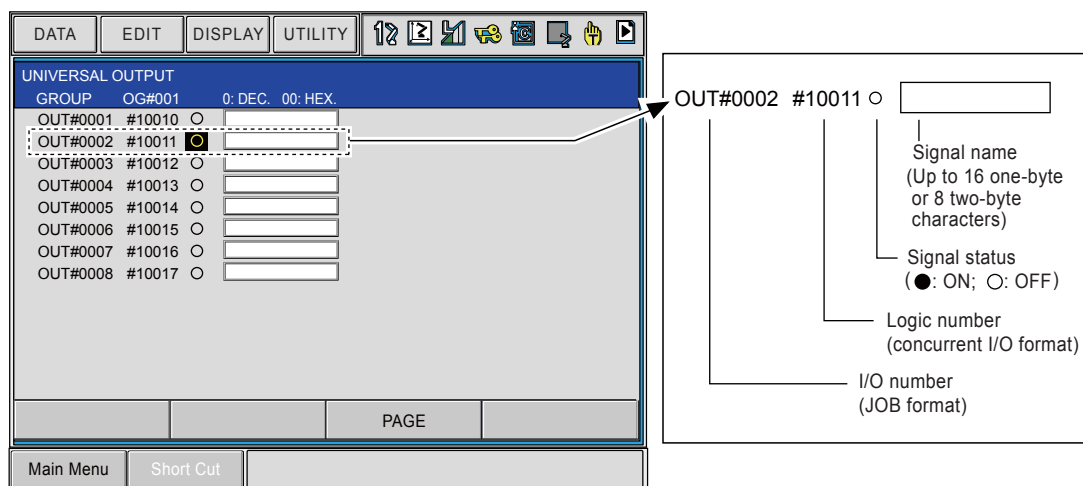 DATA EDIT DISPLAY UTILITY
UNIVERSAL OUTPUT
GROUP OG#001 0: DEC. 00: HEX.
OUT#0001 #10010
OUT#0002 #10011
OUT#0003 #10012
OUT#0004 #10013
OUT#0005 #10014
OUT#0006 #10015
OUT#0007 #10016
OUT#0008 #10017
PAGE
Main Menu Short Cut
OUT#0002 #10011
Signal name
(Up to 16 one-byte
or 8 two-byte
characters)
Signal status
(●: ON; ○: OFF)
Logic number
(concurrent I/O format)
I/O number
(JOB format)